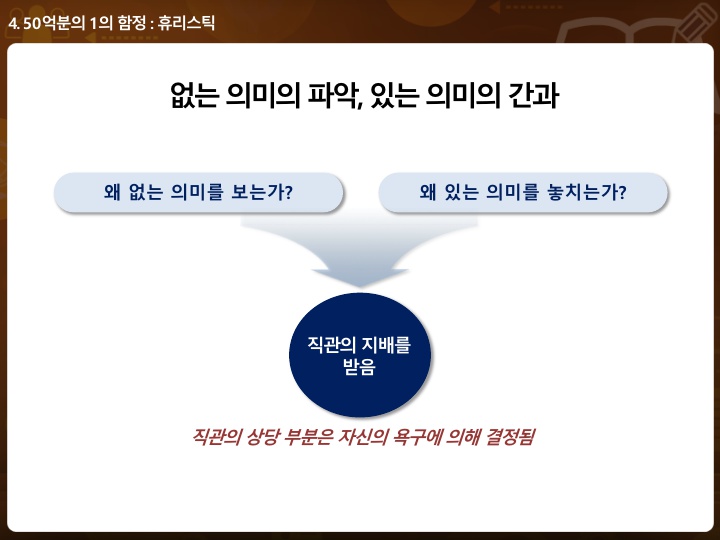 4. 50억분의 1의 함정 : 휴리스틱
없는 의미의 파악, 있는 의미의 간과
왜 없는 의미를 보는가?
왜 있는 의미를 놓치는가?
직관의 지배를
받음
직관의 상당 부분은 자신의 욕구에 의해 결정됨